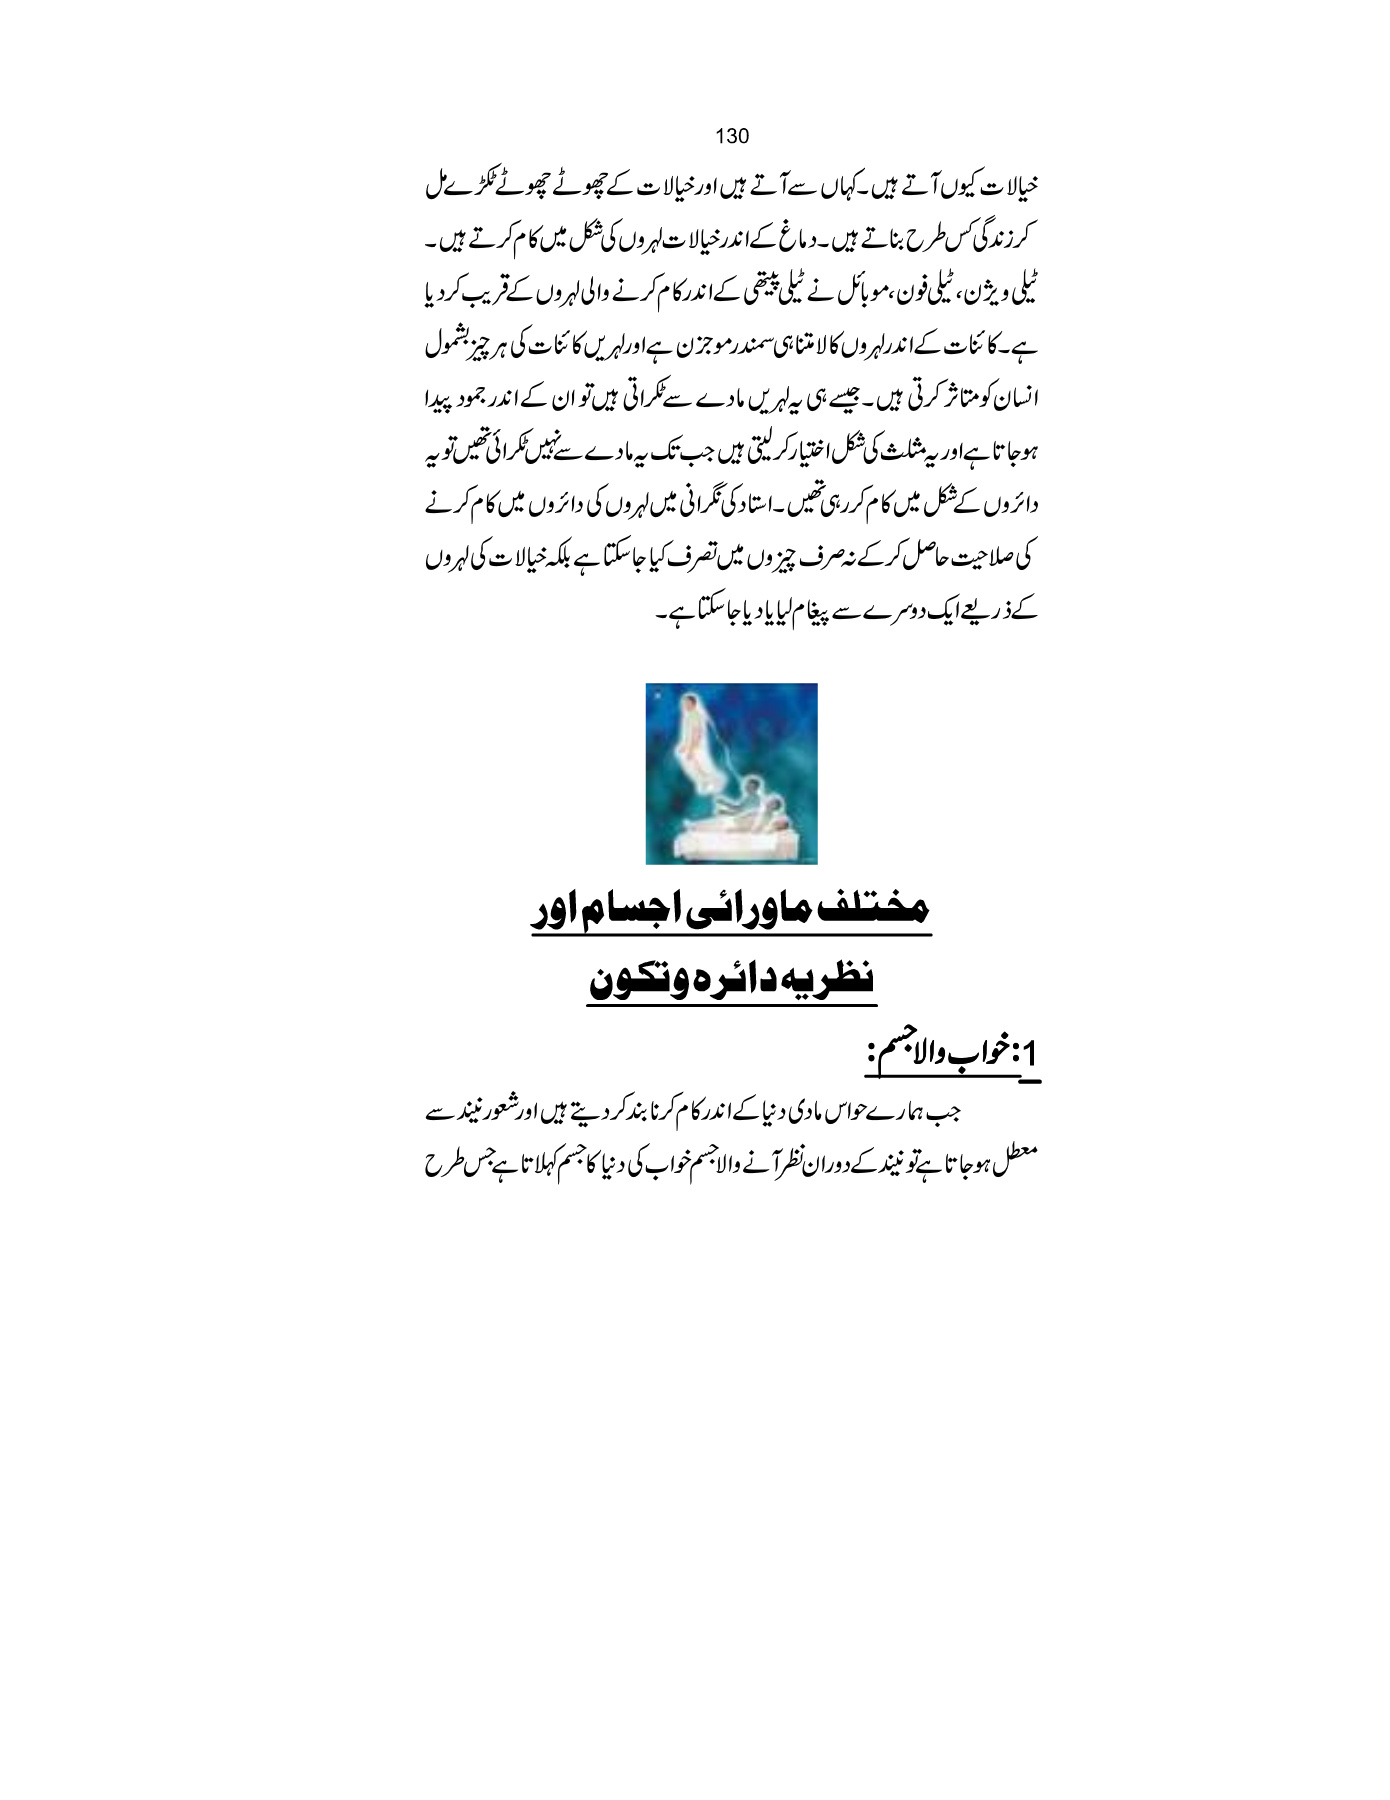 130
خیالات کیوں آتے ہیں۔کہاں سے آتے ہیں اور خیالات کے چھوٹے چھوٹے ٹکڑے مل
کر زندگی کس طرح بناتے ہیں۔دماغ کے اندر خیالات لہروں کی شکل میں کام کرتے ہیں۔
ٹیلی ویژن، ٹیلی فون،موبائل نے ٹیلی پیتھی کے اندر کام کرنے والی لہروں کے قریب کر دیا
ہے۔کائنات کے اندر لہروں کا لامتناہی سمندر موجزن ہے اور لہریں کائنات کی ہر چیز بشمول
انسان کو متاثر کرتی ہیں۔جیسے ہی یہ لہریں مادے سے ٹکراتی ہیں تو ان کے اندر جمود پیدا
ہو جاتا ہے اور یہ مثلث کی شکل اختیار کر لیتی ہیں جب تک یہ مادے سے نہیں ٹکرائی تھیں تو یہ
دائروں کے شکل میں کام کر رہی تھیں۔استاد کی نگرانی میں لہروں کی دائروں میں کام کرنے
کی صلاحیت حاصل کر کے نہ صرف چیزوں میں تصرف کیا جا سکتا ہے بلکہ خیالات کی لہروں
کے ذریعے ایک دوسرے سے پیغام لیا یا دیا جا سکتا ہے۔
مختلف ماورائی اجسام اور
نظریہ دائرہ و تکون
1:خواب والا جسم:
جب ہمارے حواس مادی دنیا کے اندر کام کرنا بند کر دیتے ہیں اور شعور نیند سے
معطل ہو جاتا ہے تو نیند کے دوران نظر آنے والا جسم خواب کی دنیا کا جسم کہلاتا ہے جس طرح